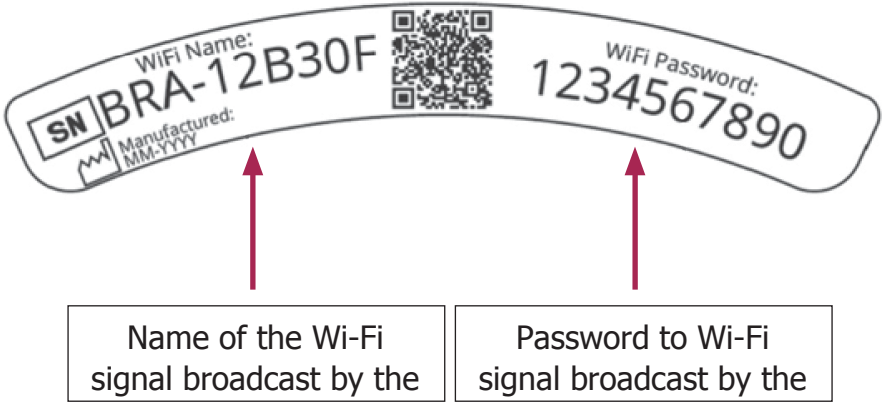 WiFi Name:
SN BRA-12B30F
Manufactured:
MM-YYYY
WiFi Password:
1234567890
Name of the Wi-Fi
signal broadcast by the
Password to Wi-Fi
signal broadcast by the